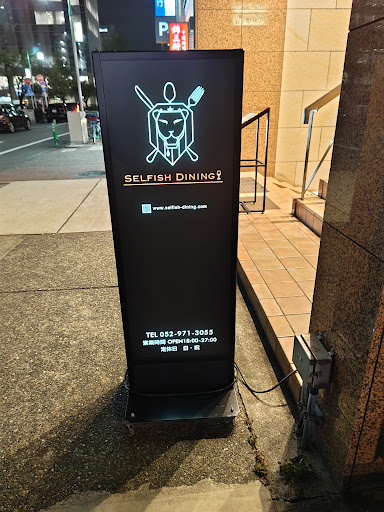 P
SELFISH DINING
www.selfish-dining.com
TEL 052-971-3055
営業時間 OPEN18:00-27:00
定休日 日・祝